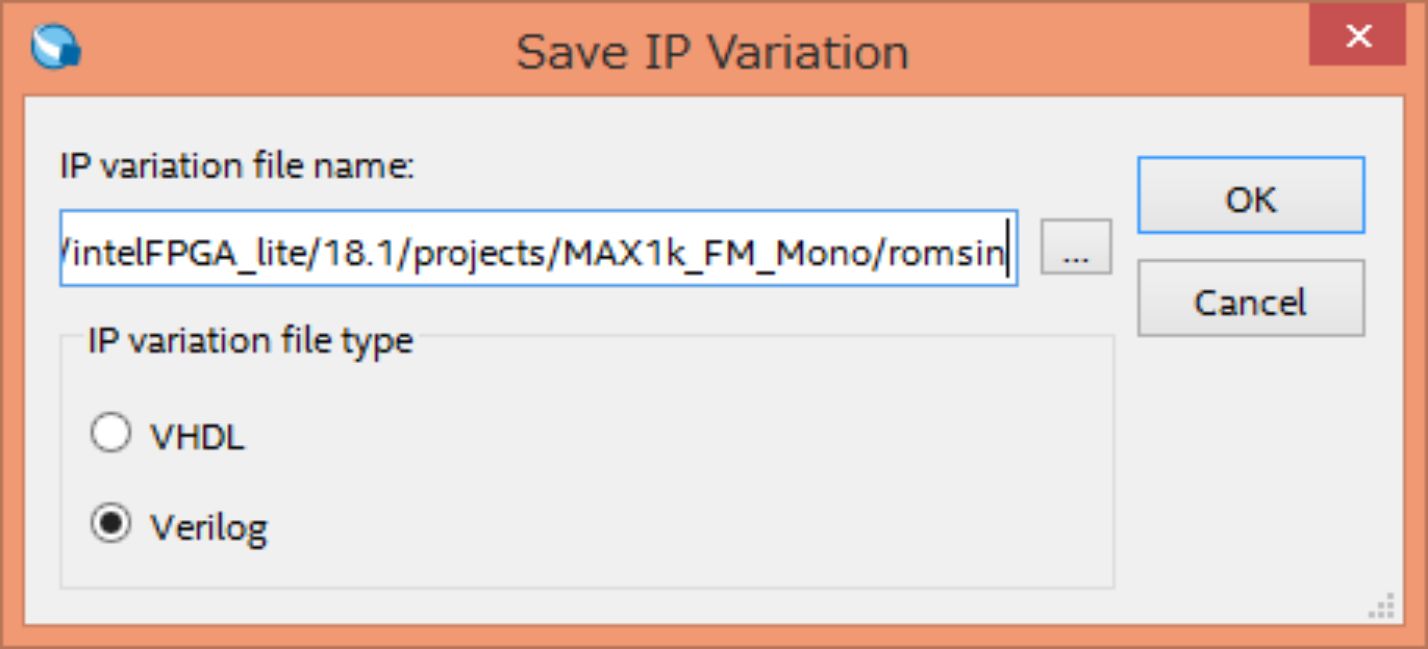 Save IP Variation
IP variation file name:
/intelFPGA_lite/18.1/projects/MAX1k_FM_Mono/romsin
...
OK
Cancel
IP variation file type
VHDL
Verilog